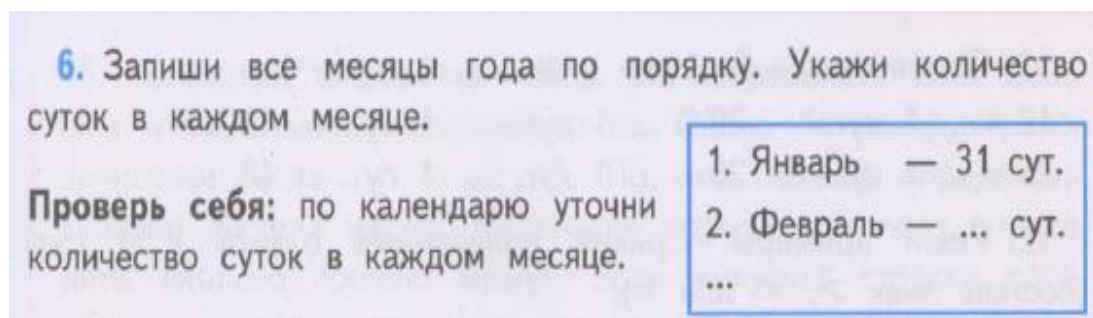 6. Запиши все месяцы года по порядку. Укажи количество
суток в каждом месяце.
Проверь себя: по календарю уточни
количество суток в каждом месяце.
1. Январь — 31 сут.
2. Февраль — ... сут.
...